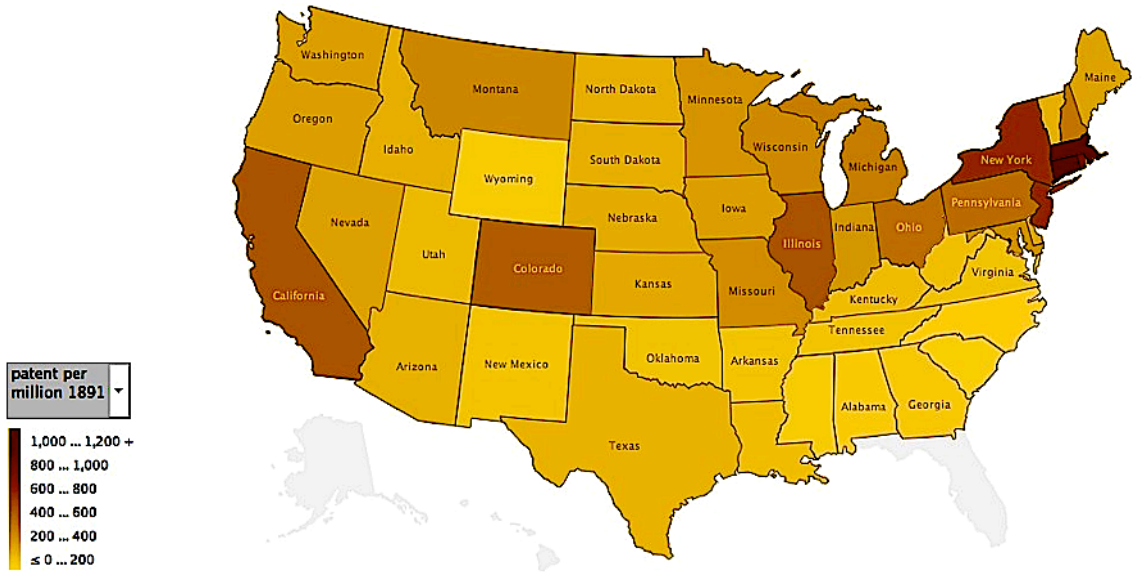 Washington
Oregon
California
Nevada
Idaho
Montana
Wyoming
Utah
Colorado
Arizona
New Mexico
North Dakota
South Dakota
Nebraska
Kansas
Oklahoma
Texas
Minnesota
Iowa
Missouri
Arkansas
Wisconsin
Illinois
Michigan
Indiana
Ohio
Kentucky
Tennessee
Alabama
Georgia
Virginia
Pennsylvania
New York
Maine
patent per
million 1891
1,000 ... 1,200 +
800 ... 1,000
600 ... 800
400 ... 600
200 ... 400
≤ 0 ... 200